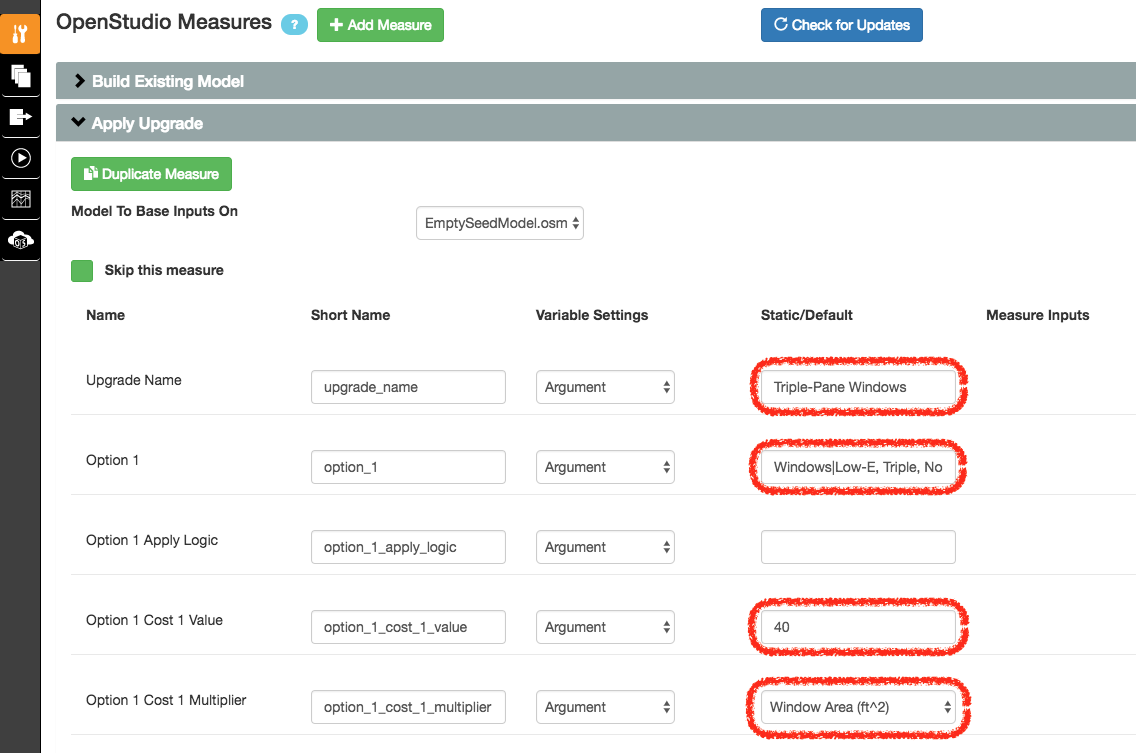 OpenStudio Measures ? Add Measure Check for Updates
Build Existing Model
Apply Upgrade
Duplicate Measure
Model To Base Inputs On
EmptySeedModel.osm
Skip this measure
Name Short Name Variable Settings Static/Default Measure Inputs
Upgrade Name upgrade_name Argument Triple-Pane Windows
Option 1 option_1 Argument Windows|Low-E, Triple, No
Option 1 Apply Logic option_1_apply_logic Argument
Option 1 Cost 1 Value option_1_cost_1_value Argument 40
Option 1 Cost 1 Multiplier option_1_cost_1_multiplier Argument Window Area (ft^2)